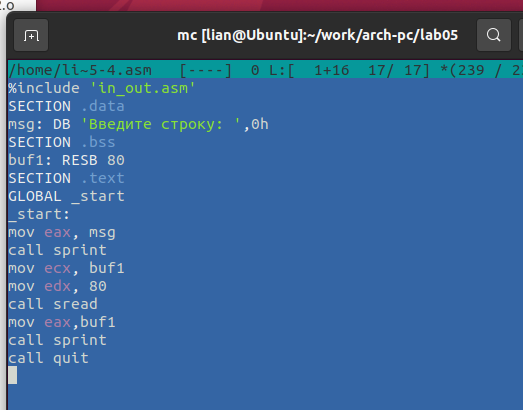 2.o
mc [lian@Ubuntu]:~/work/arch-pc/lab05
/home/li~5-4.asm   [----]  0 L:[  1+16  17/ 17] *(239 / 2
%include 'in_out.asm'
SECTION .data
msg: DB 'Введите строку: ',0h
SECTION .bss
buf1: RESB 80
SECTION .text
GLOBAL _start
_start:
mov eax, msg
call sprint
mov ecx, buf1
mov edx, 80
call sread
mov eax,buf1
call sprint
call quit